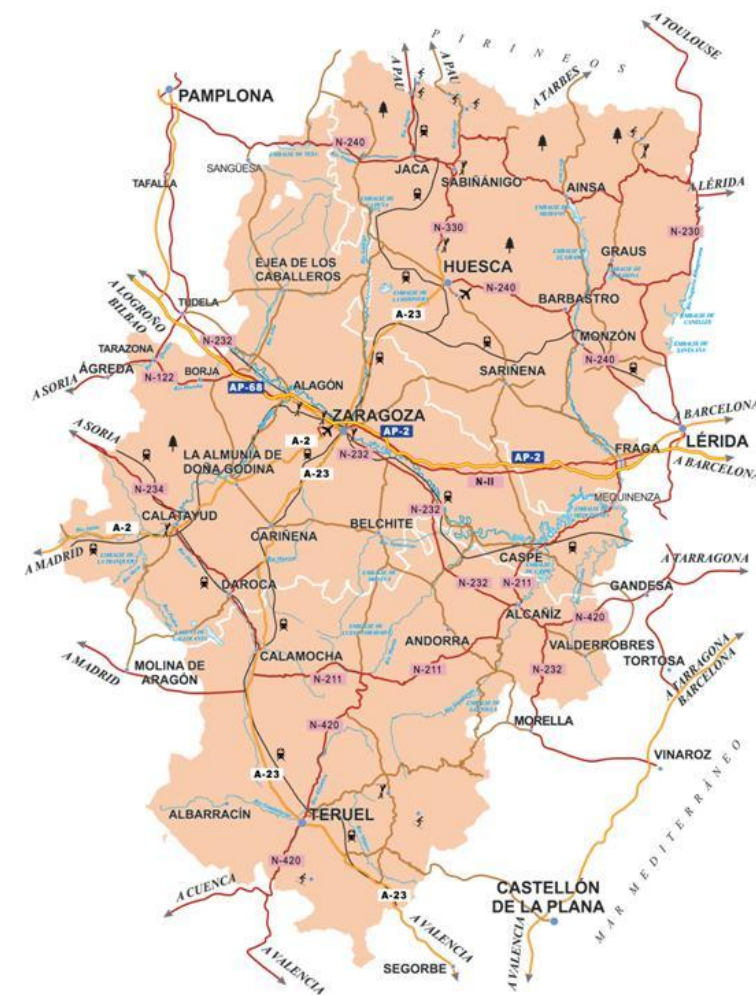 A TOULOUSE
PIRINEOS
A PAU
A PAU
A TARBES
PAMPLONA
N-240
SANGÜESA
JACA
SABIÑÁNIGO
AINSA
A LÉRIDA
TAFALLA
N-330
N-230
GRAUS
EJEA DE LOS
CABALLEROS
HUESCA
N-240
BARBASTRO
A LOGROÑO
BILBAO
TUDELA
A-23
MONZÓN
N-232
TARAZONA
N-240
ÁGREDA
A SORIA
N-122
BORJA
AP-68
ALAGÓN
SARIÑENA
ZARAGOZA
A BARCELONA
LÉRIDA
A SORIA
A-2
AP-2
AP-2
FRAGA
A BARCELONA
LA ALMUNIA DE
DOÑA GODINA
N-232
A-23
N-II
N-234
MEQUINENZA
CALATAYUD
N-232
A-2
CARIÑENA
BELCHITE
A MADRID
CASPE
A TARRAGONA
DAROCA
N-232
N-211
GANDESA
ALCAÑIZ
N-420
ANDORRA
VALDERROBRES
CALAMOCHA
TORTOSA
A MADRID
MOLINA DE
ARAGÓN
N-211
N-211
N-232
A TARRAGONA
BARCELONA
N-420
MORELLA
VINAROZ
A-23
MAR MEDITERRÁNEO
ALBARRACÍN
TERUEL
N-420
A CUENCA
A-23
CASTELLÓN
DE LA PLANA
A VALENCIA
A VALENCIA
A VALENCIA
SEGORBE